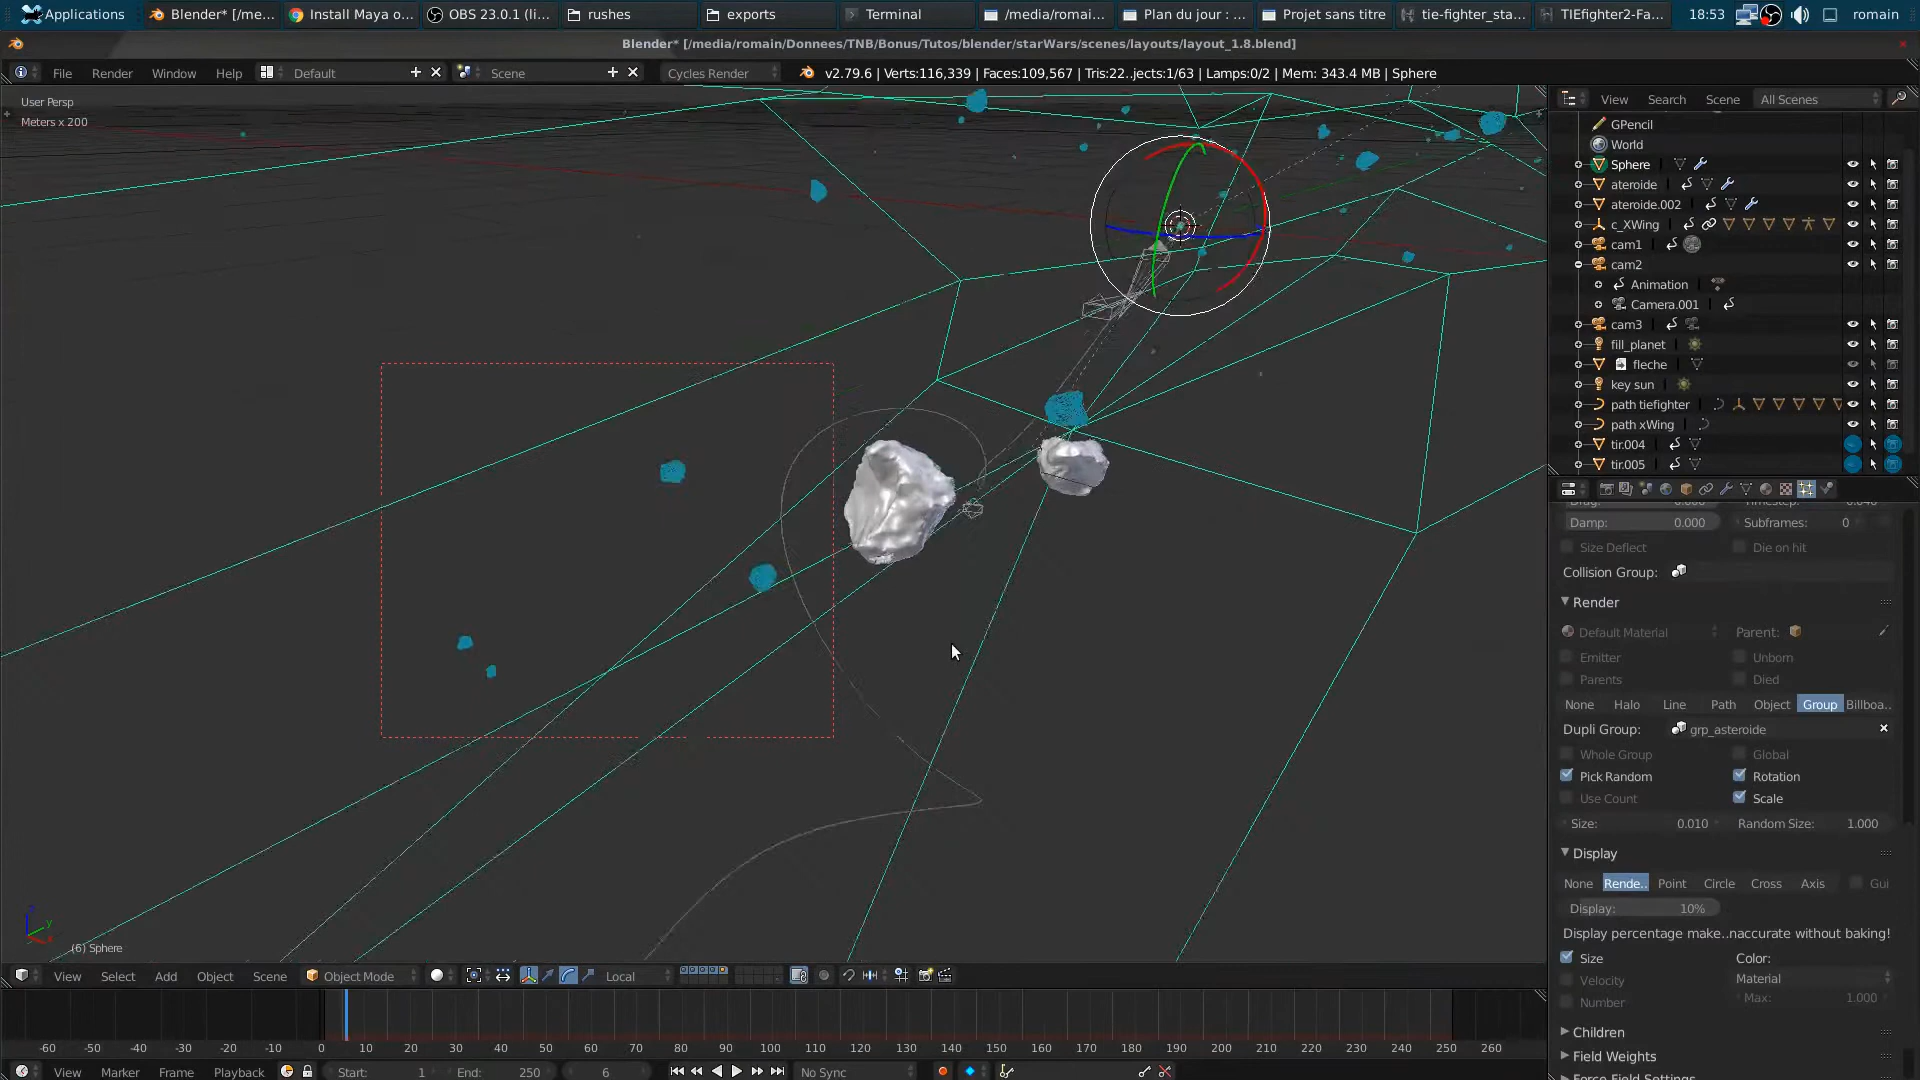 Applications
Blender* [/me...
Install Maya o...
OBS 23.0.1 (li...
rushes
exports
Terminal
/media/romai...
Plan du jour : ...
Projet sans titre
tie-fighter_sta...
TIEfighter2-Fa...
18:53
romain
Blender* [/media/romain/Donnees/TNB/Bonus/Tutos/blender/starWars/scenes/layouts/layout_1.8.blend]
File Render Window Help
Default
Scene
Cycles Render
v2.79.6 | Verts:116,339 | Faces:109,567 | Tris:22..jects:1/63 | Lamps:0/2 | Mem: 343.4 MB | Sphere
User Persp
Meters x 200
View Search Scene All Scenes
GPencil
World
Sphere
ateroide
ateroide.002
c_XWing
cam1
cam2
Animation
Camera.001
cam3
fill_planet
fleche
key sun
path tiefighter
path xWing
tir.004
tir.005
Damp: 0.000
Subframes: 0
Size Deflect
Die on hit
Collision Group:
Render
Default Material
Parent:
Emitter
Unborn
Parents
Died
None Halo Line Path Object Group Billboa..
Dupli Group:
grp_asteroide
Whole Group
Global
Pick Random
Rotation
Use Count
Scale
Size: 0.010
Random Size: 1.000
Display
None Rende.. Point Circle Cross Axis Gui
Display: 10%
Display percentage make..naccurate without baking!
Size
Color:
Velocity
Material
Number
Max: 1.000
Children
Field Weights
(6) Sphere
View Select Add Object Scene
Object Mode
Local
-60 -50 -40 -30 -20 -10 0 10 20 30 40 50 60 70 80 90 100 110 120 130 140 150 160 170 180 190 200 210 220 230 240 250 260
View Marker Frame Playback
Start: 1
End: 250
6
No Sync